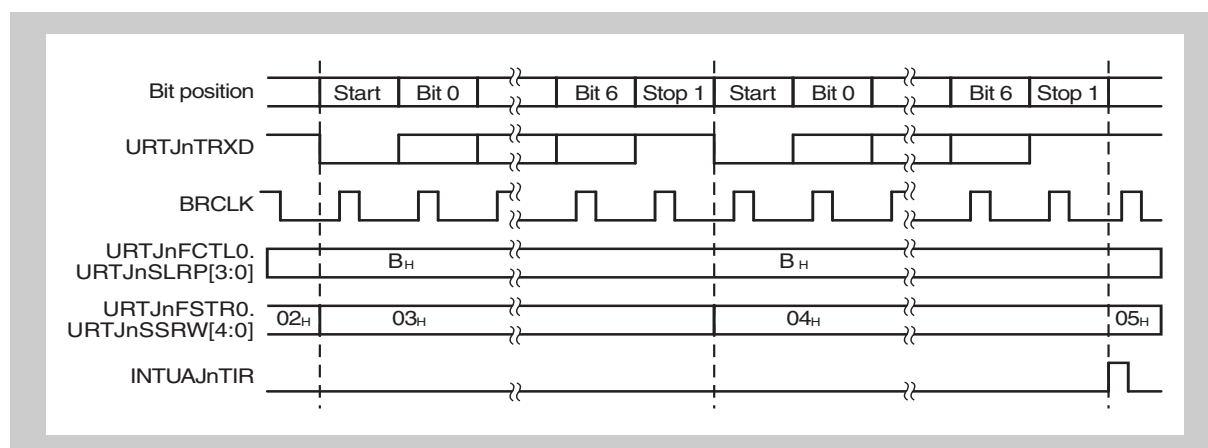 Bit position Start Bit 0 Bit 6 Stop 1 Start Bit 0 Bit 6 Stop 1
URTJnTRXD
BRCLK
URTJnFCTL0.
URTJnSLRP[3:0] BH B H
URTJnFSTR0.
URTJnSSRW[4:0] 02H 03H 04H 05H
INTUAJnTIR